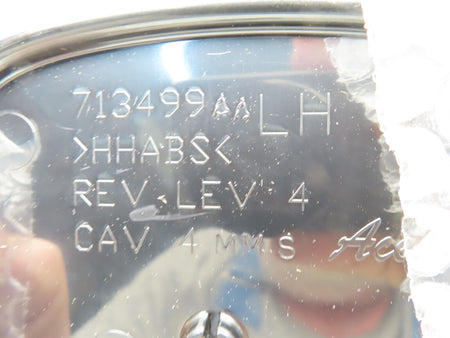 713499AA LH
>HHABS<
REV LEV 4
CAV 4 MMS